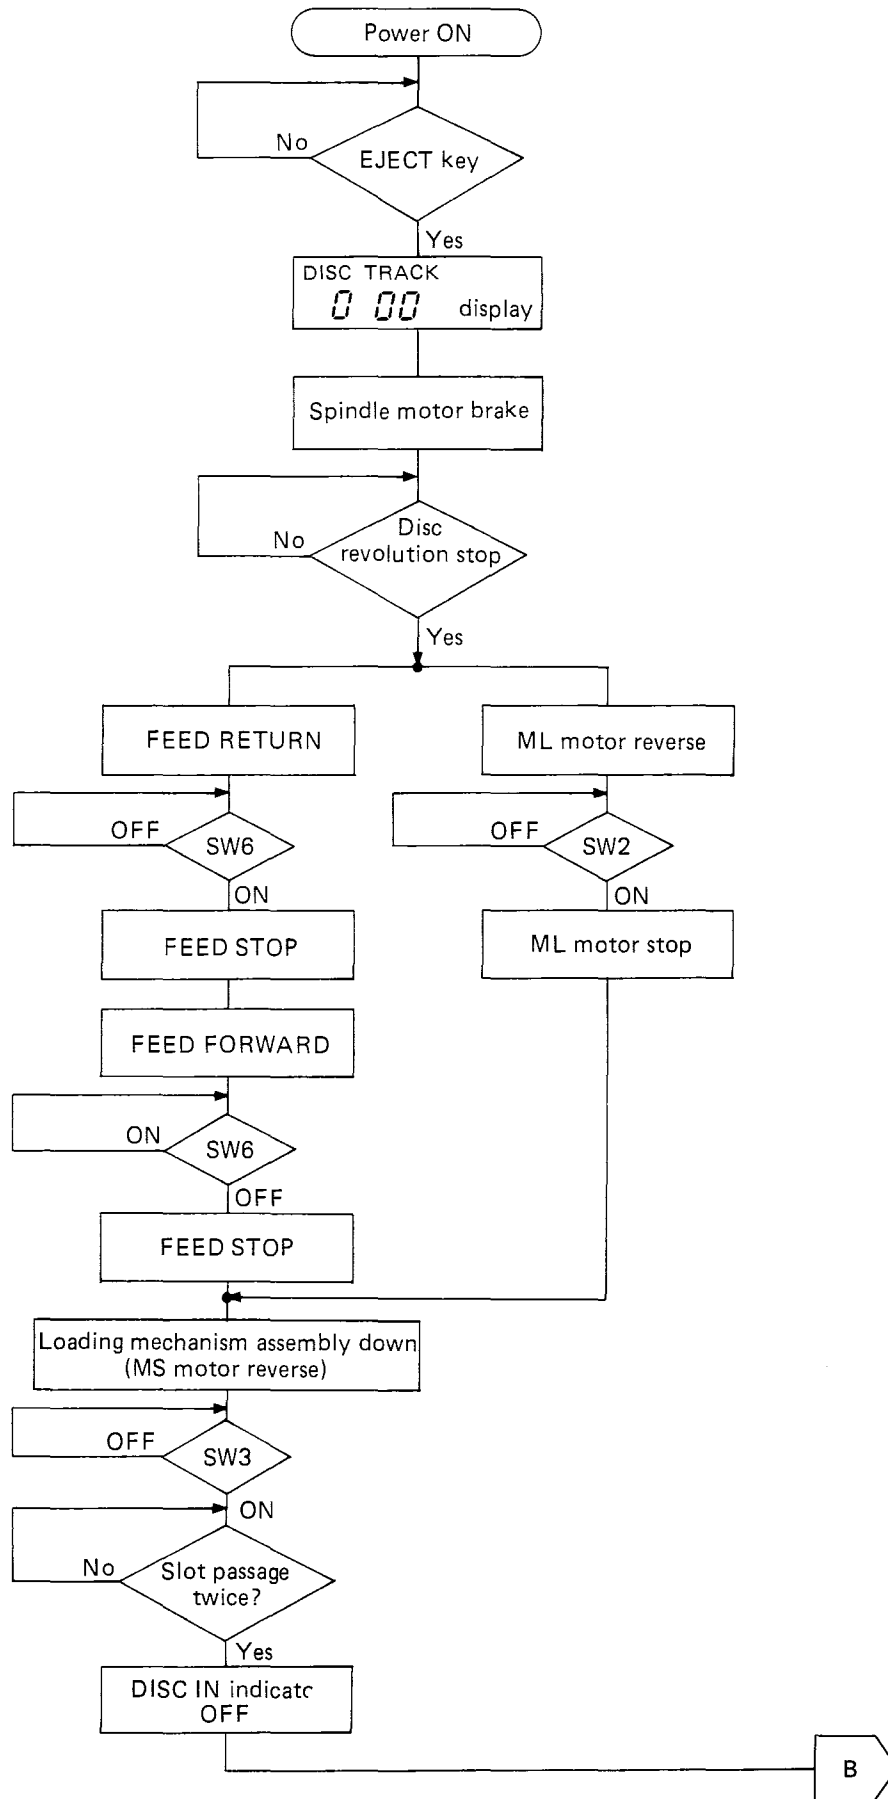 Power ON
No
EJECT key
Yes
DISC TRACK
0 00 display
Spindle motor brake
No
Disc
revolution stop
Yes
FEED RETURN
OFF
SW6
ON
FEED STOP
FEED FORWARD
ON
SW6
OFF
FEED STOP
ML motor reverse
OFF
SW2
ON
ML motor stop
Loading mechanism assembly down
(MS motor reverse)
OFF
SW3
ON
No
Slot passage
twice?
Yes
DISC IN indicatc
OFF
B